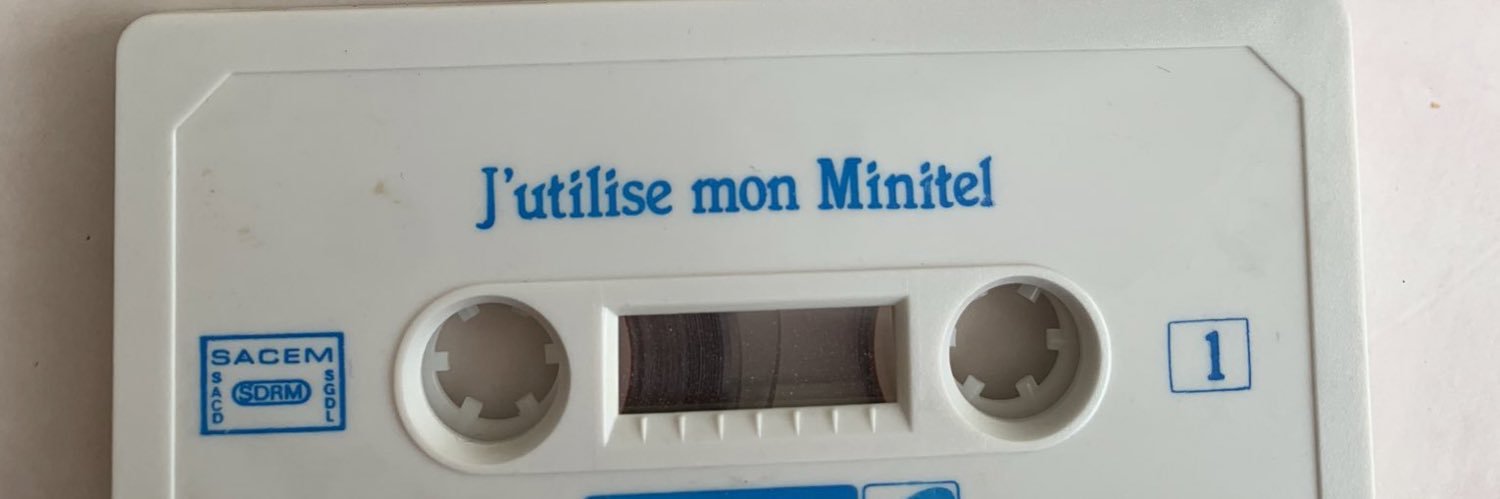 J'utilise mon Minitel
SACEM
SACD
SDRM
SGDL
1